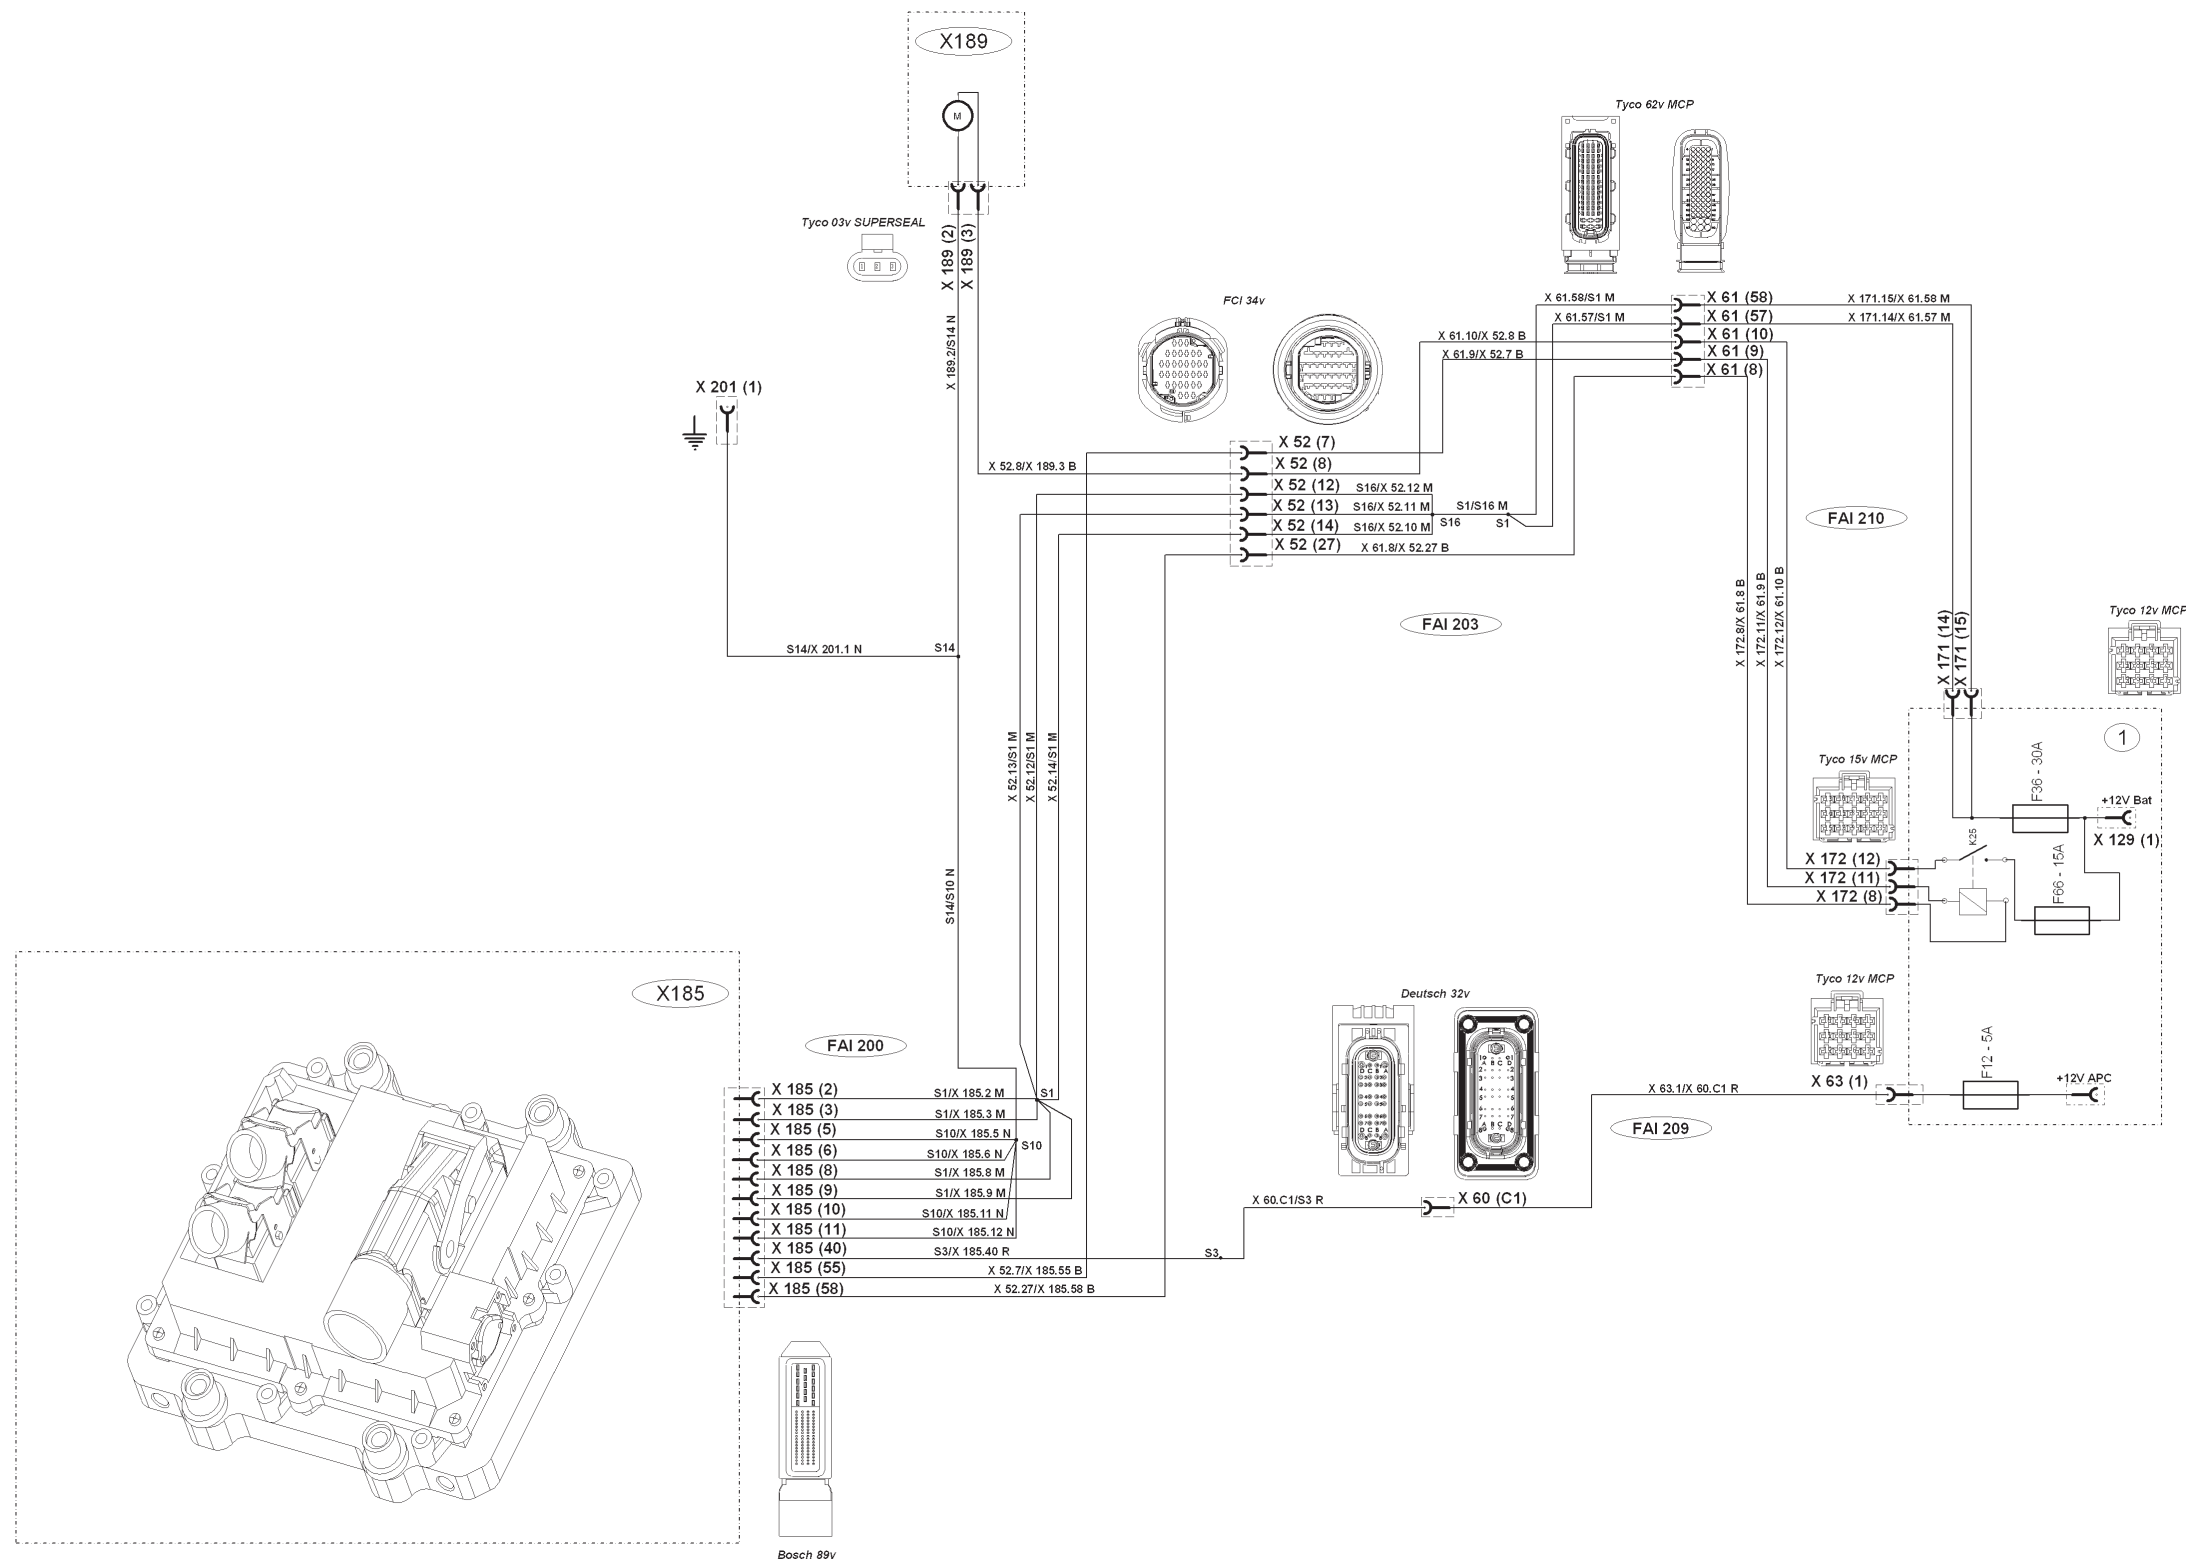 X189
M
Tyco 03v SUPERSEAL
X 189 (2)
X 189 (3)
X 189.2/S14 N
X 201 (1)
S14/X 201.1 N
S14
X 52.8/X 189.3 B
FCI 34v
Tyco 62v MCP
X 61.58/S1 M
X 61.57/S1 M
X 61.10/X 52.8 B
X 61.9/X 52.7 B
X 61 (58)
X 61 (57)
X 61 (10)
X 61 (9)
X 61 (8)
X 171.15/X 61.58 M
X 171.14/X 61.57 M
X 52 (7)
X 52 (8)
X 52 (12)
X 52 (13)
X 52 (14)
X 52 (27)
S16/X 52.12 M
S16/X 52.11 M
S16/X 52.10 M
S16
S1/S16 M
S1
X 61.8/X 52.27 B
FAI 210
FAI 203
X 172.8/X 61.8 B
X 172.11/X 61.9 B
X 172.12/X 61.10 B
X 171 (14)
X 171 (15)
Tyco 12v MCP
1
F36 - 30A
+12V Bat
X 129 (1)
K25
F66 - 15A
Tyco 15v MCP
X 172 (12)
X 172 (11)
X 172 (8)
X 52.13/S1 M
X 52.12/S1 M
X 52.14/S1 M
S14/S10 N
X185
FAI 200
Deutsch 32v
Tyco 12v MCP
X 63 (1)
F12 - 5A
+12V APC
X 63.1/X 60.C1 R
FAI 209
X 60.C1/S3 R
X 60 (C1)
X 185 (2)
X 185 (3)
X 185 (5)
X 185 (6)
X 185 (8)
X 185 (9)
X 185 (10)
X 185 (11)
X 185 (40)
X 185 (55)
X 185 (58)
S1/X 185.2 M
S1/X 185.3 M
S10/X 185.5 N
S10/X 185.6 N
S1/X 185.8 M
S1/X 185.9 M
S10/X 185.11 N
S10/X 185.12 N
S3/X 185.40 R
X 52.7/X 185.55 B
X 52.27/X 185.58 B
S1
S10
S3
Bosch 89v